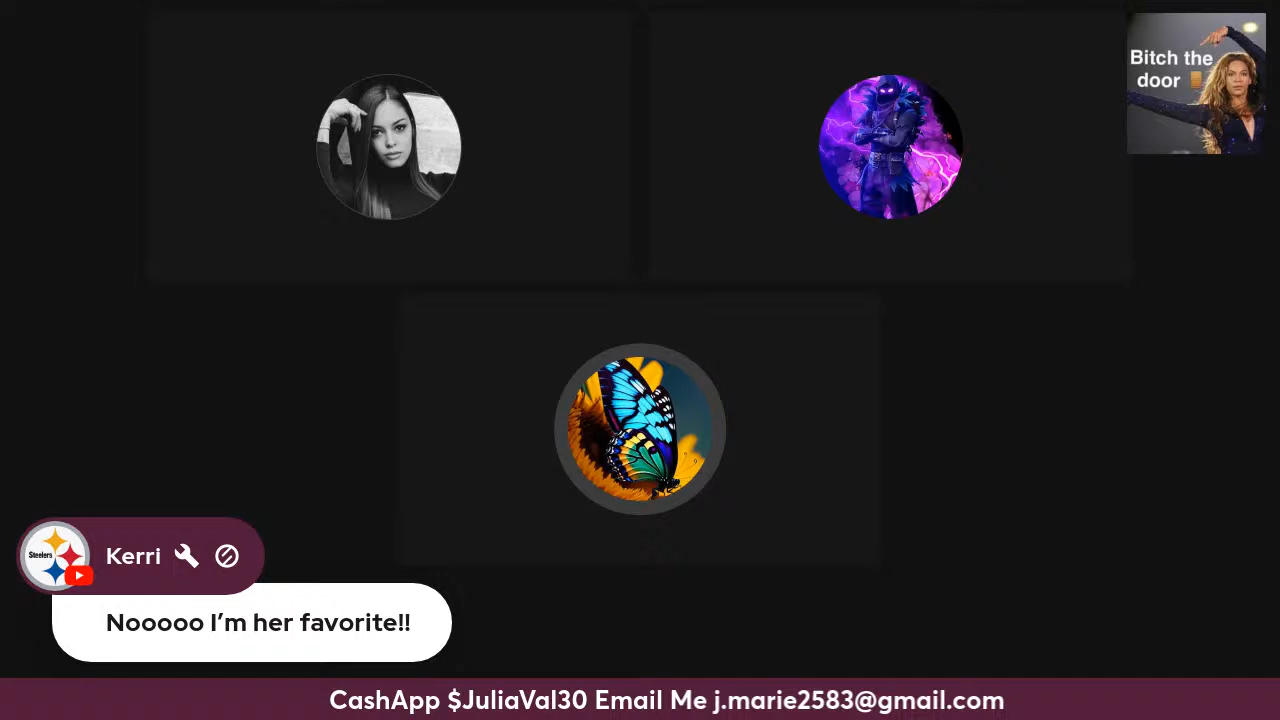 Bitch the
door
Steelers
Kerri
Nooooo I'm her favorite!!
CashApp $JuliaVal30 Email Me j.marie2583@gmail.com